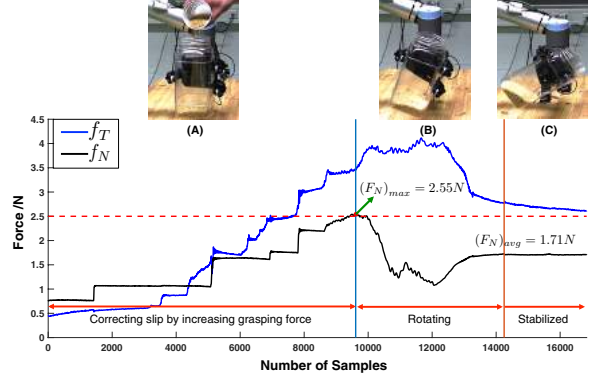 (A)
(B)
(C)
4.5
4
3.5
3
2.5
2
1.5
1
0.5
0
Force /N
f_T
f_N
(F_N)_max = 2.55N
(F_N)_avg = 1.71N
Correcting slip by increasing grasping force
Rotating
Stabilized
0
2000
4000
6000
8000
10000
12000
14000
16000
Number of Samples